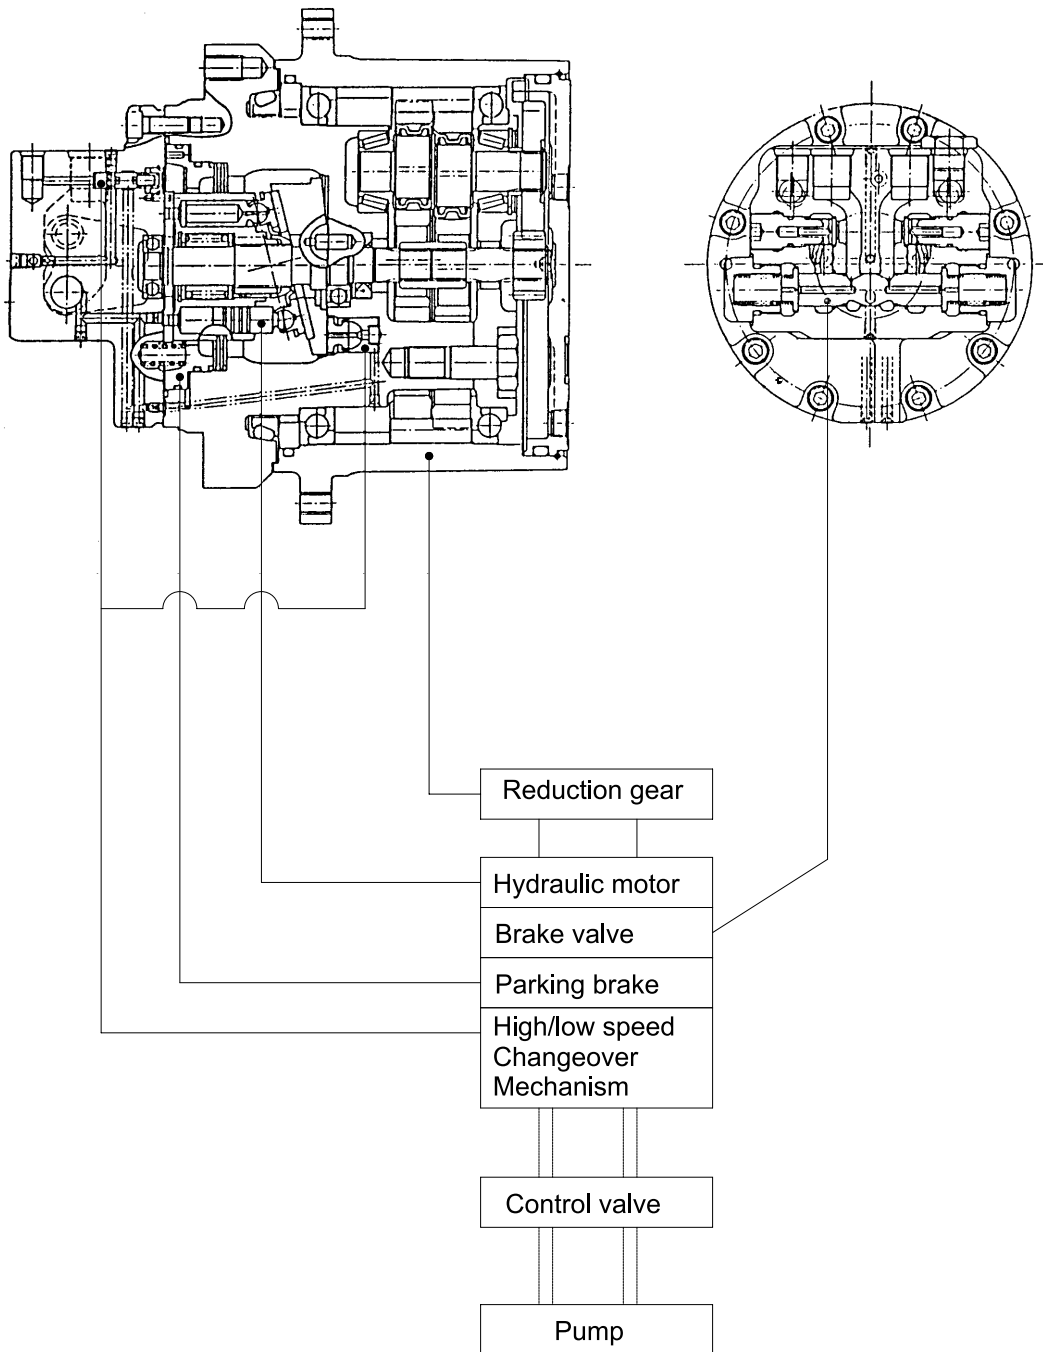 Reduction gear
Hydraulic motor
Brake valve
Parking brake
High/low speed
Changeover
Mechanism
Control valve
Pump